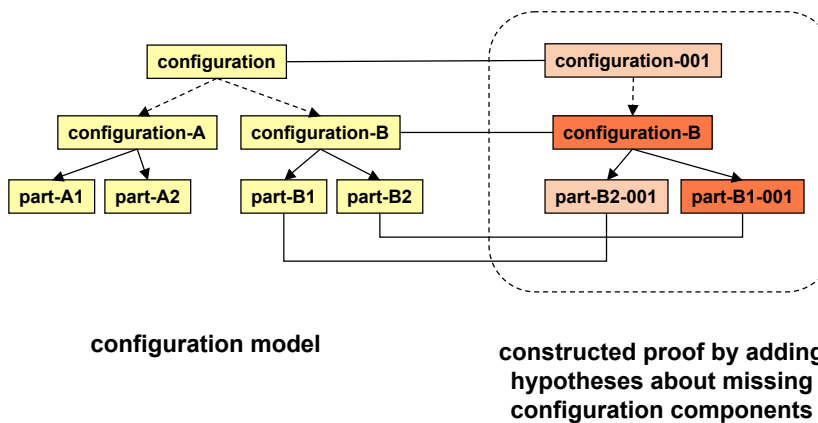 configuration
configuration-001
configuration-A
configuration-B
configuration-B
part-A1
part-A2
part-B1
part-B2
part-B2-001
part-B1-001
configuration model
constructed proof by adding
hypotheses about missing
configuration components